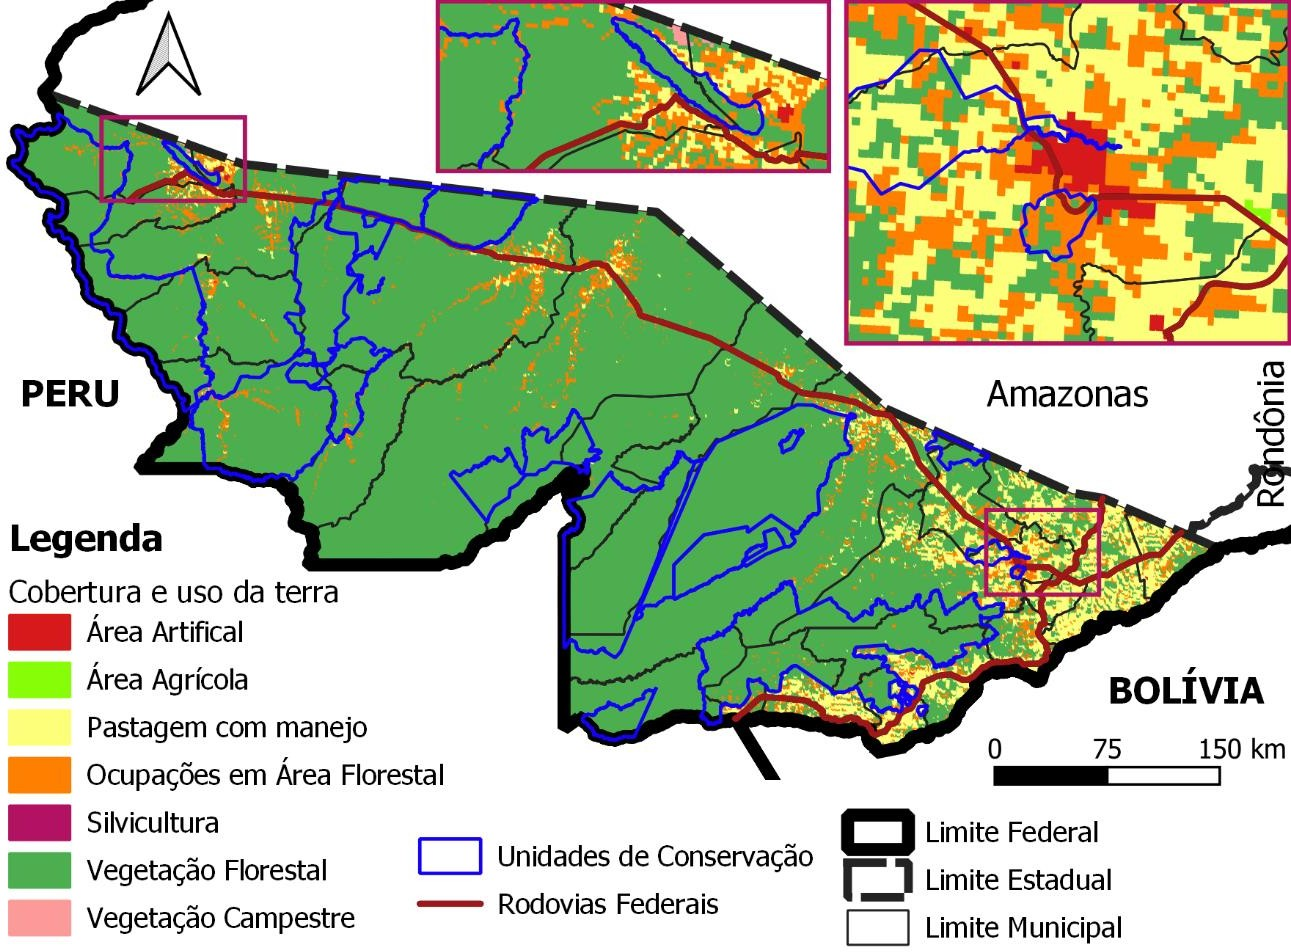 PERU
Amazonas
Rondônia
BOLÍVIA
0 75 150 km
Legenda
Cobertura e uso da terra
Área Artifical
Área Agrícola
Pastagem com manejo
Ocupações em Área Florestal
Silvicultura
Vegetação Florestal
Vegetação Campestre
Unidades de Conservação
Rodovias Federais
Limite Federal
Limite Estadual
Limite Municipal